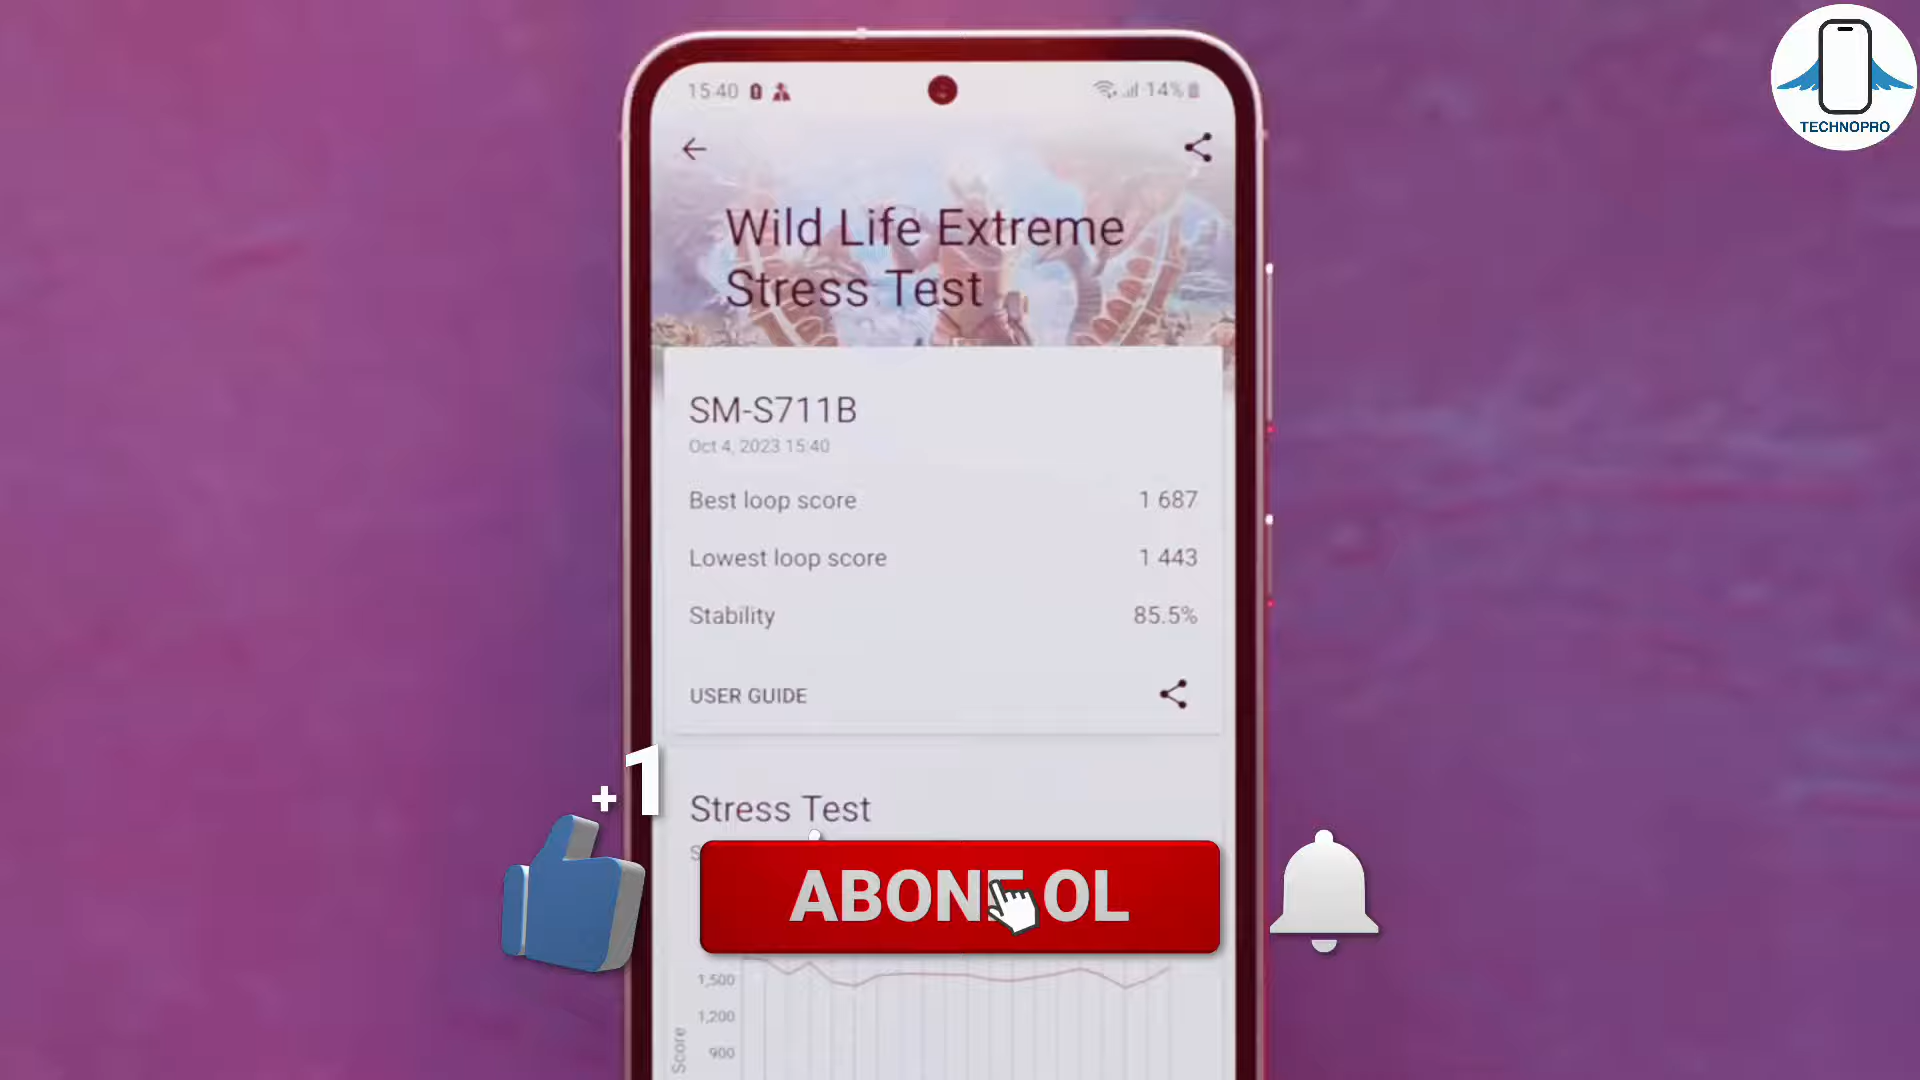 15:40
14%
TECHNOPRO
Wild Life Extreme
Stress Test
SM-S711B
Oct 4, 2023 15:40
Best loop score 1 687
Lowest loop score 1 443
Stability 85.5%
USER GUIDE
+1
Stress Test
ABONE OL
1,500
1,200
900
Score